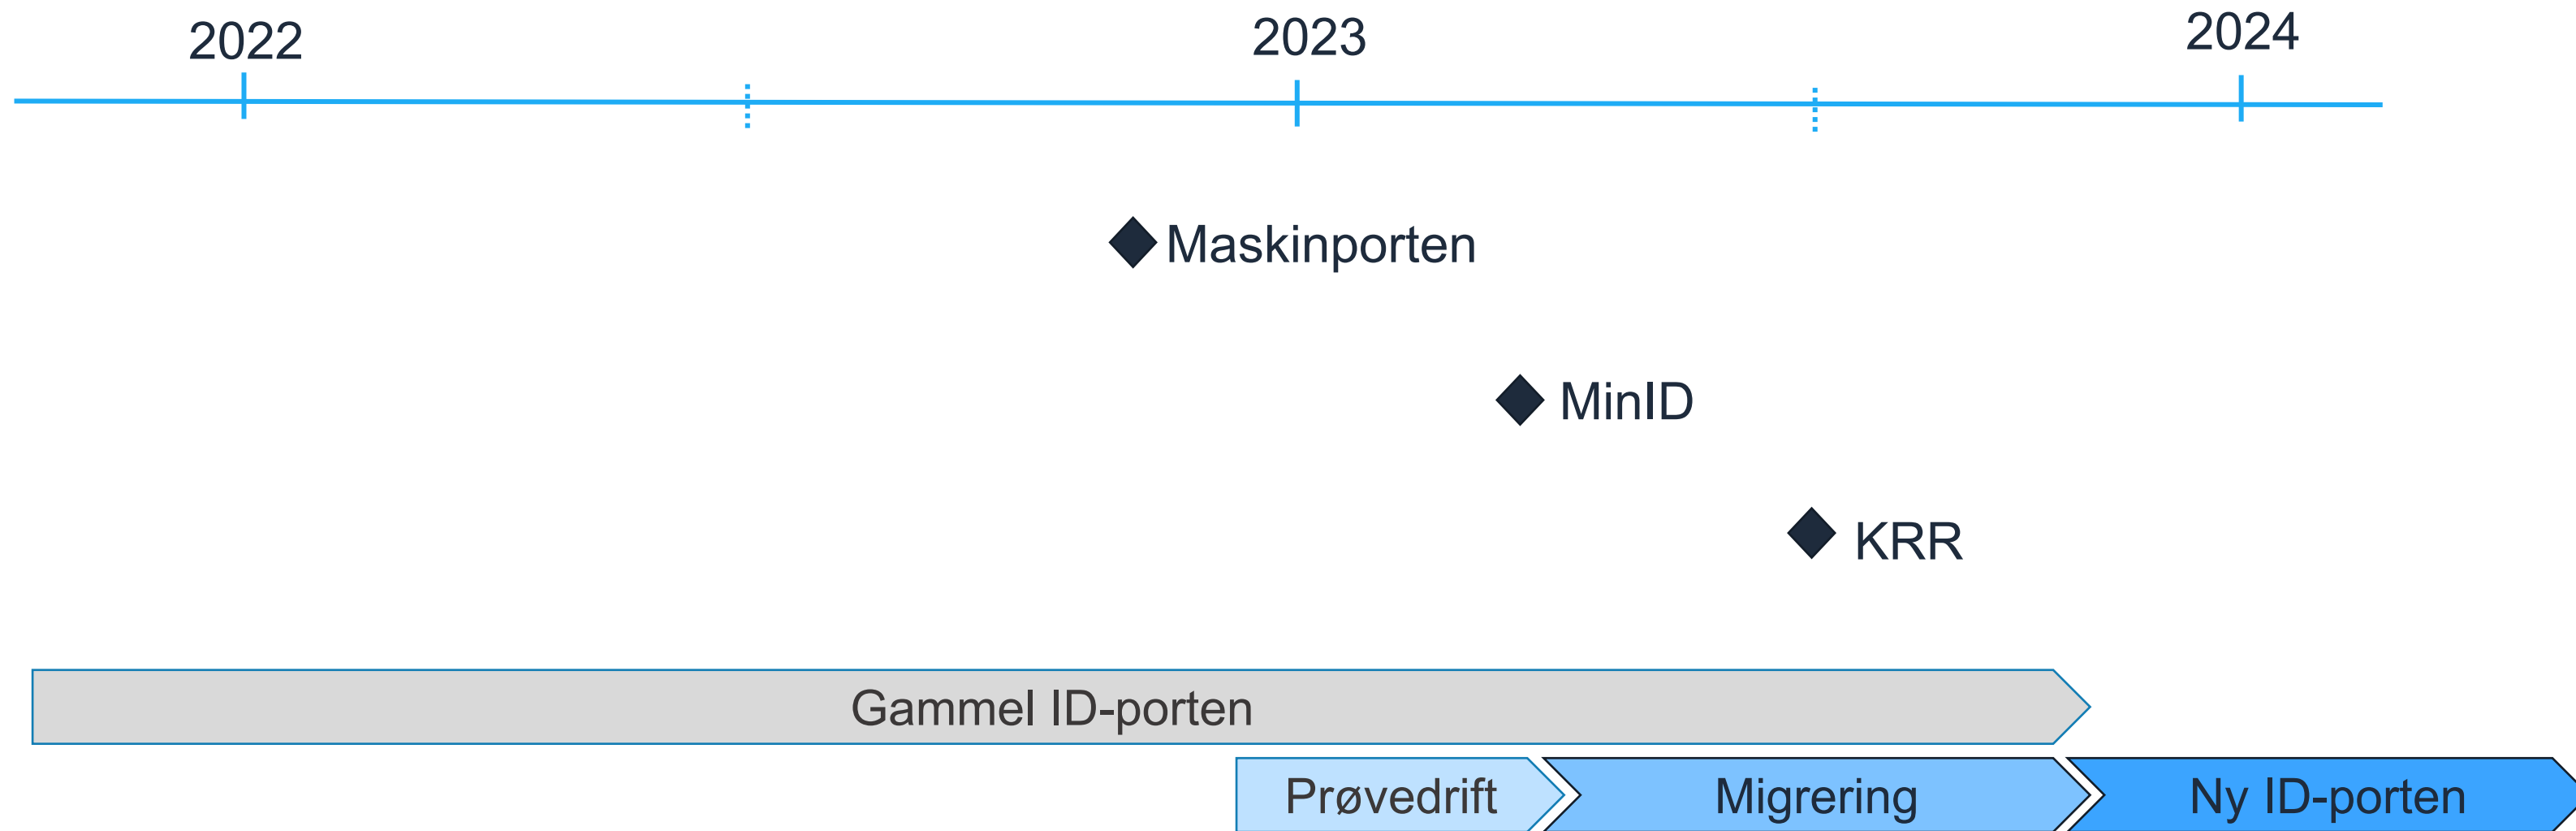 2022
2023
2024
Maskinporten
MinID
KRR
Gammel ID-porten
Prøvedrift
Migrering
Ny ID-porten